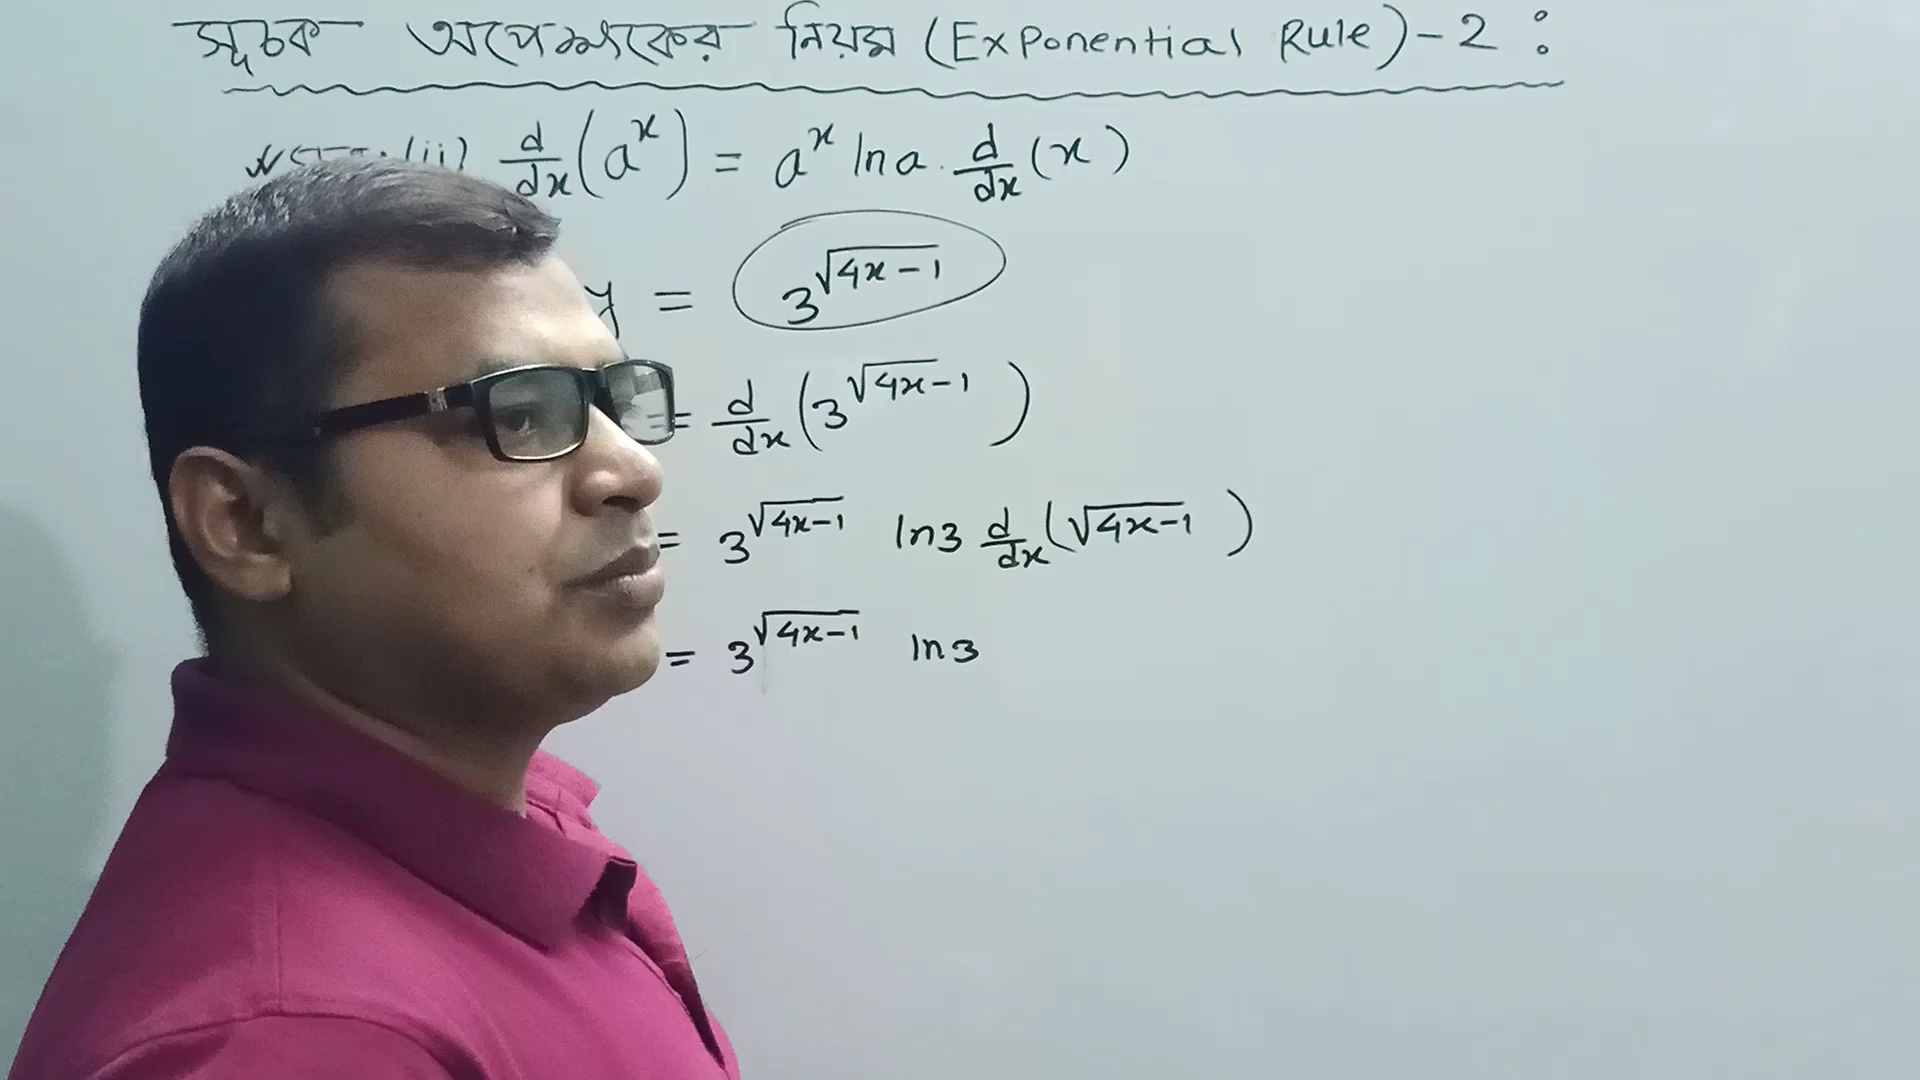 সূচক অপেক্ষকের নিয়ম (Exponential Rule)-2 :
(ii) d/dx (a^x) = a^x ln a · d/dx (x)
y = 3^√(4x-1)
= d/dx (3^√(4x-1))
= 3^√(4x-1) ln3 d/dx (√(4x-1))
= 3^√(4x-1) ln3